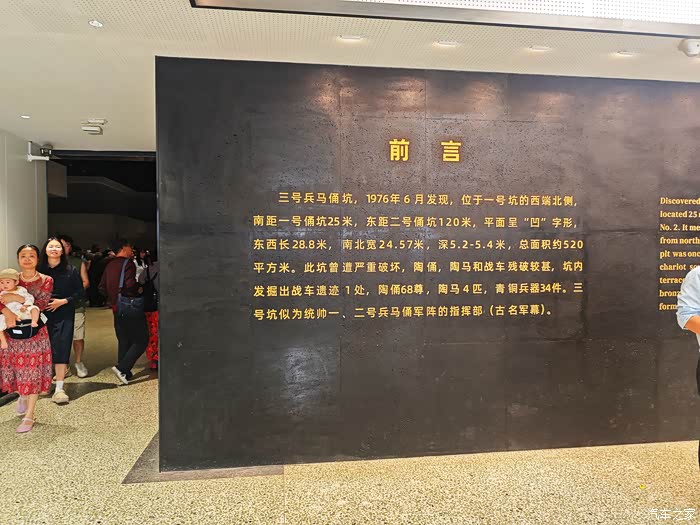 前言
三号兵马俑坑，1976年6月发现，位于一号坑的西端北侧，
南距一号俑坑25米，东距二号俑坑120米，平面呈“凹”字形，
东西长28.8米，南北宽24.57米，深5.2-5.4米，总面积约520
平方米。此坑曾遭严重破坏，陶俑，陶马和战车残破较甚，坑内
发掘出战车遗迹1处，陶俑68尊，陶马4匹，青铜兵器34件。三
号坑似为统帅一、二号兵马俑军阵的指挥部（古名军幕）。
Discovered
located 25
No. 2. It me
from north
pit was onc
chariot
terrac
bronz
form
汽车之家